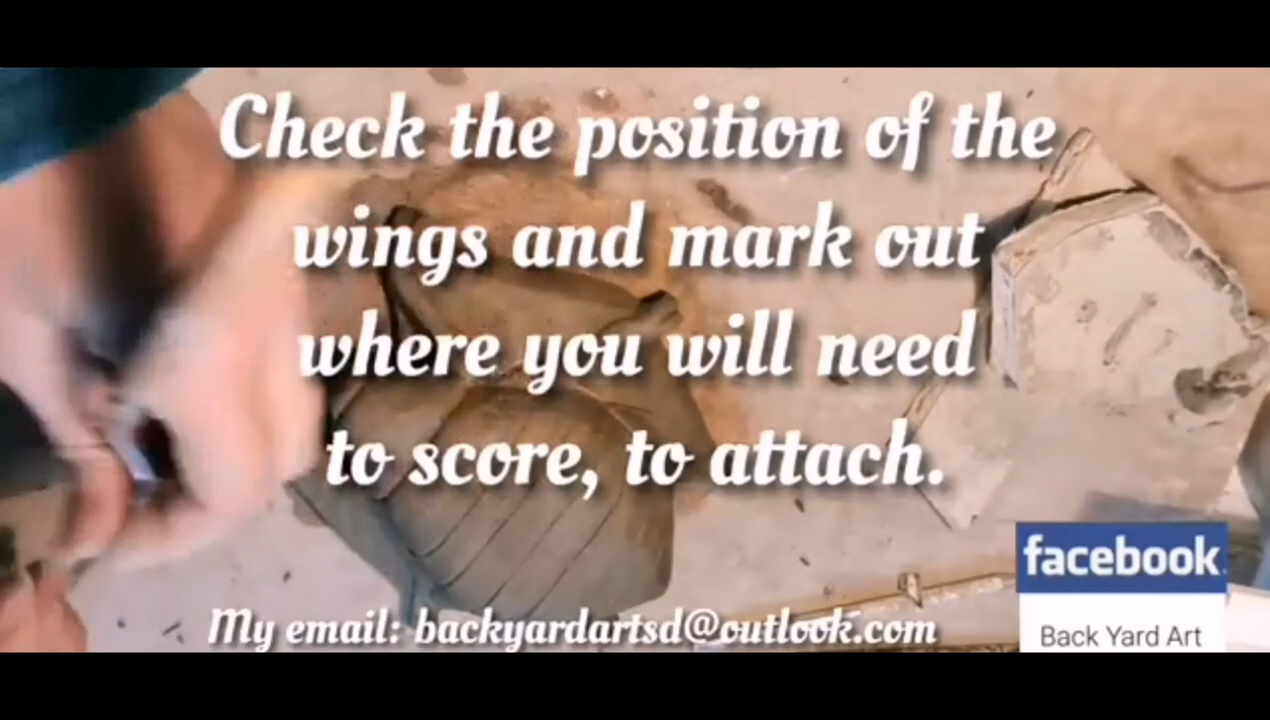 Check the position of the
wings and mark out
where you will need
to score, to attach.
My email: backyardartsd@outlook.com
facebook
Back Yard Art